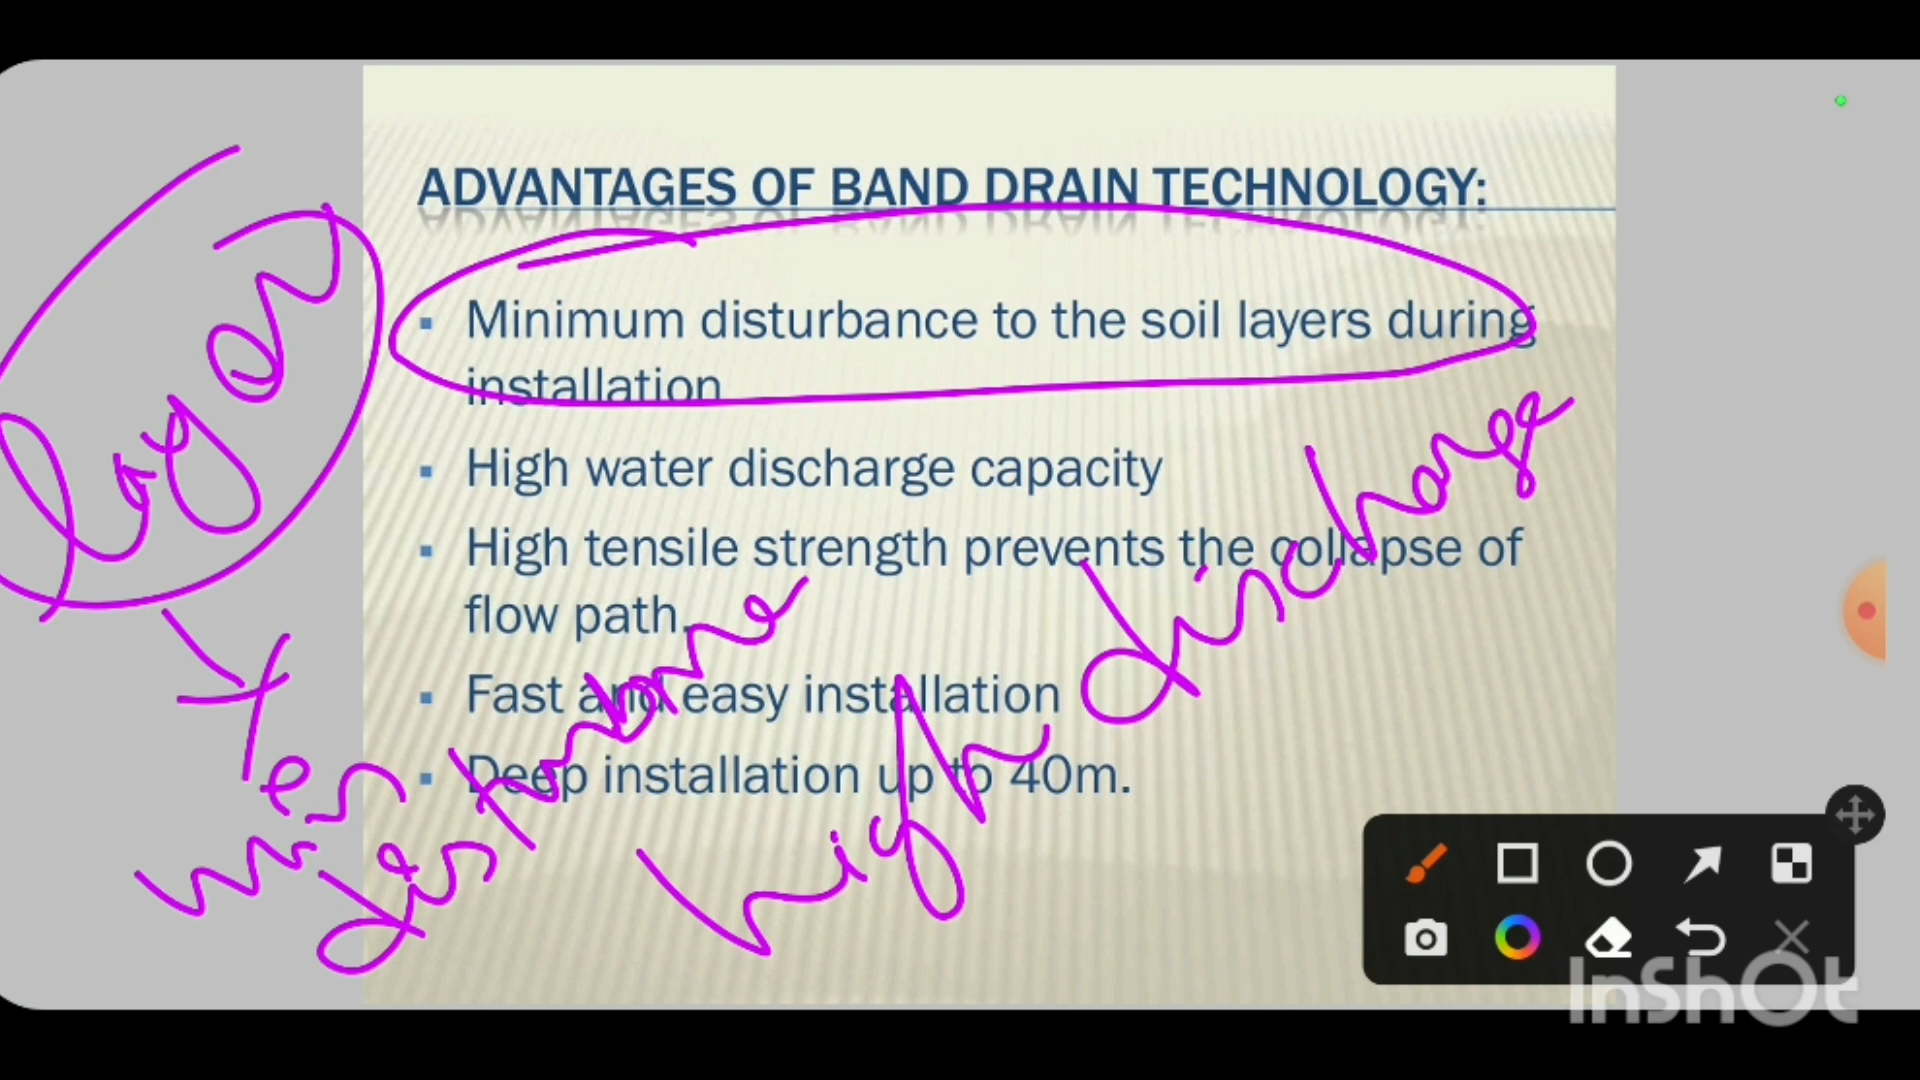 ADVANTAGES OF BAND DRAIN TECHNOLOGY:
▪ Minimum disturbance to the soil layers during
installation
▪ High water discharge capacity
▪ High tensile strength prevents the collapse of
flow path.
▪ Fast and easy installation
▪ Deep installation up to 40m.
layer
high discharge
InShOt